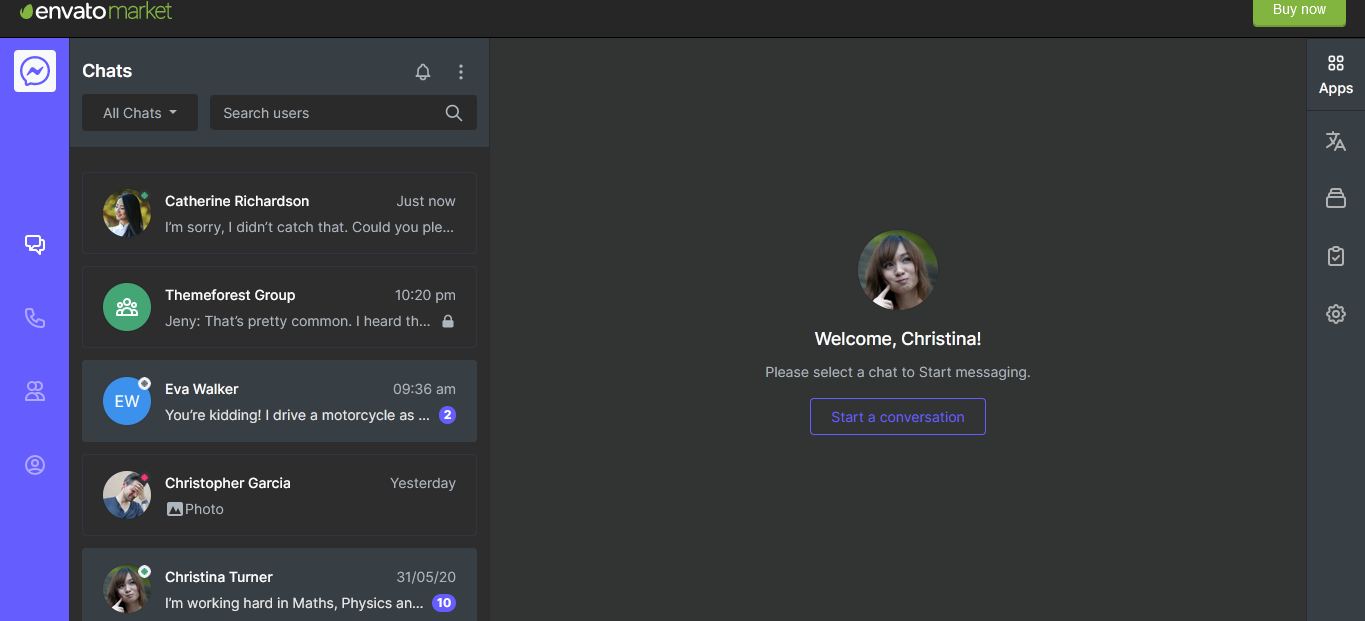 envatomarket
Buy now
Chats
All Chats
Search users
Apps
Catherine Richardson
Just now
I’m sorry, I didn’t catch that. Could you ple...
Themeforest Group
10:20 pm
Jeny: That’s pretty common. I heard th...
EW
Eva Walker
09:36 am
You’re kidding! I drive a motorcycle as ...
2
Christopher Garcia
Yesterday
Photo
Christina Turner
31/05/20
I’m working hard in Maths, Physics an...
10
Welcome, Christina!
Please select a chat to Start messaging.
Start a conversation